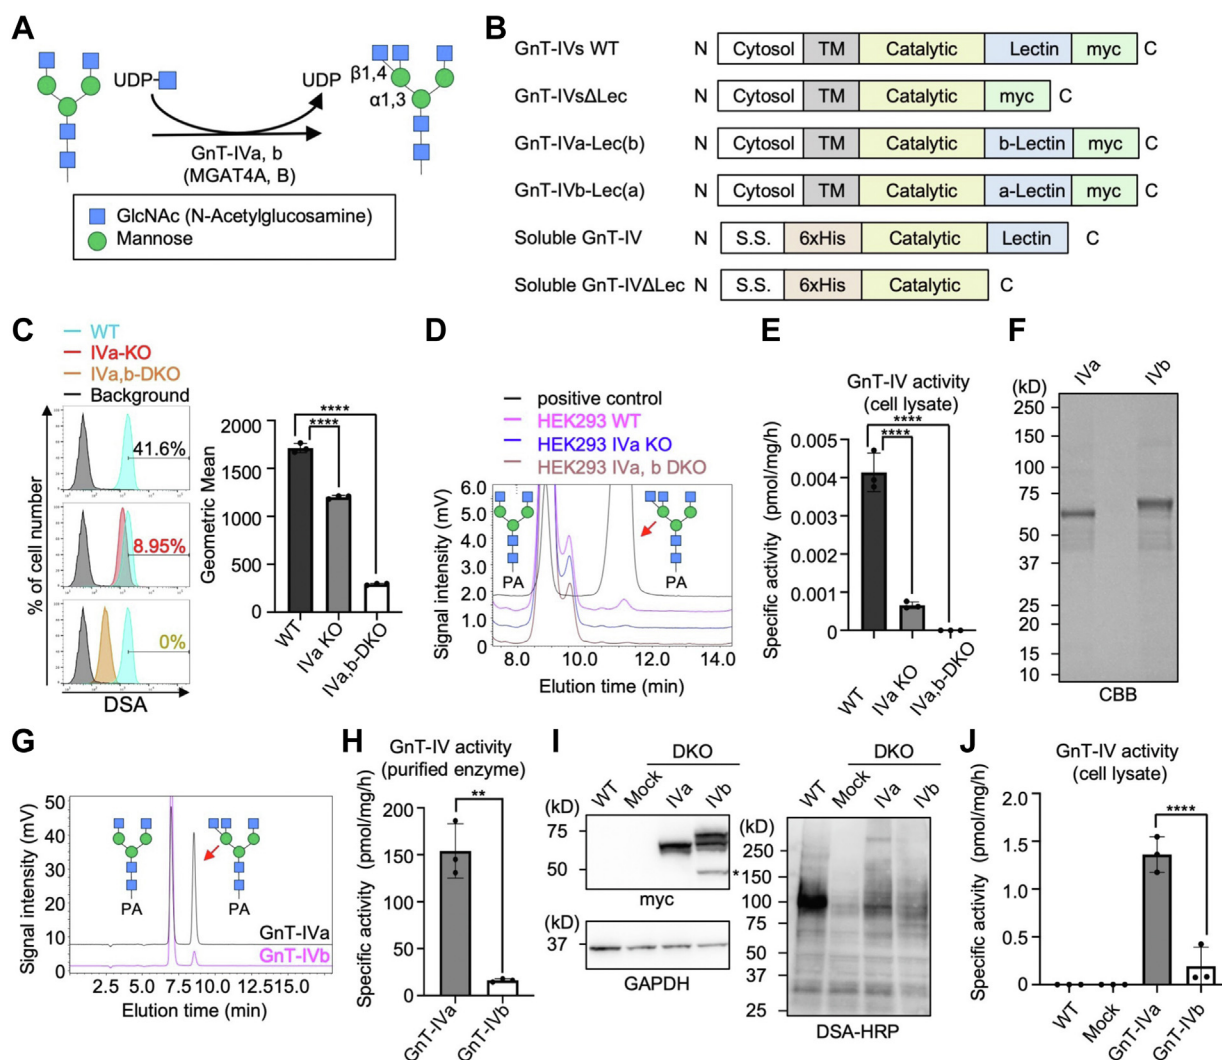 A
UDP-
UDP
β1,4
α1,3
GnT-IVa, b
(MGAT4A, B)
GlcNAc (N-Acetylglucosamine)
Mannose
B
GnT-IVs WT N Cytosol TM Catalytic Lectin myc C
GnT-IVsΔLec N Cytosol TM Catalytic myc C
GnT-IVa-Lec(b) N Cytosol TM Catalytic b-Lectin myc C
GnT-IVb-Lec(a) N Cytosol TM Catalytic a-Lectin myc C
Soluble GnT-IV N S.S. 6xHis Catalytic Lectin C
Soluble GnT-IVΔLec N S.S. 6xHis Catalytic C
C
WT
IVa-KO
IVa,b-DKO
Background
% of cell number
41.6%
8.95%
0%
DSA
Geometric Mean
2000
1500
1000
500
0
****
****
WT
IVa KO
IVa,b-DKO
D
positive control
HEK293 WT
HEK293 IVa KO
HEK293 IVa, b DKO
Signal intensity (mV)
6.0
5.0
4.0
3.0
2.0
1.0
0.0
PA
PA
8.0 10.0 12.0 14.0
Elution time (min)
E
GnT-IV activity
(cell lysate)
Specific activity (pmol/mg/h)
0.005
0.004
0.003
0.002
0.001
0
****
****
WT
IVa KO
IVa,b-DKO
F
IVa IVb
(kD)
250
100
75
50
37
25
20
15
10
CBB
G
Signal intensity (mV)
50
40
30
20
10
0
PA
PA
GnT-IVa
GnT-IVb
2.5 5.0 7.5 10.0 12.5 15.0
Elution time (min)
H
GnT-IV activity
(purified enzyme)
Specific activity (pmol/mg/h)
200
150
100
50
0
**
GnT-IVa
GnT-IVb
I
DKO
WT Mock IVa IVb
(kD)
75
50
*
myc
(kD)
37
GAPDH
DKO
WT Mock IVa IVb
(kD)
250
150
100
75
50
37
25
DSA-HRP
J
GnT-IV activity
(cell lysate)
Specific activity (pmol/mg/h)
2.0
1.5
1.0
0.5
0
****
WT
Mock
GnT-IVa
GnT-IVb